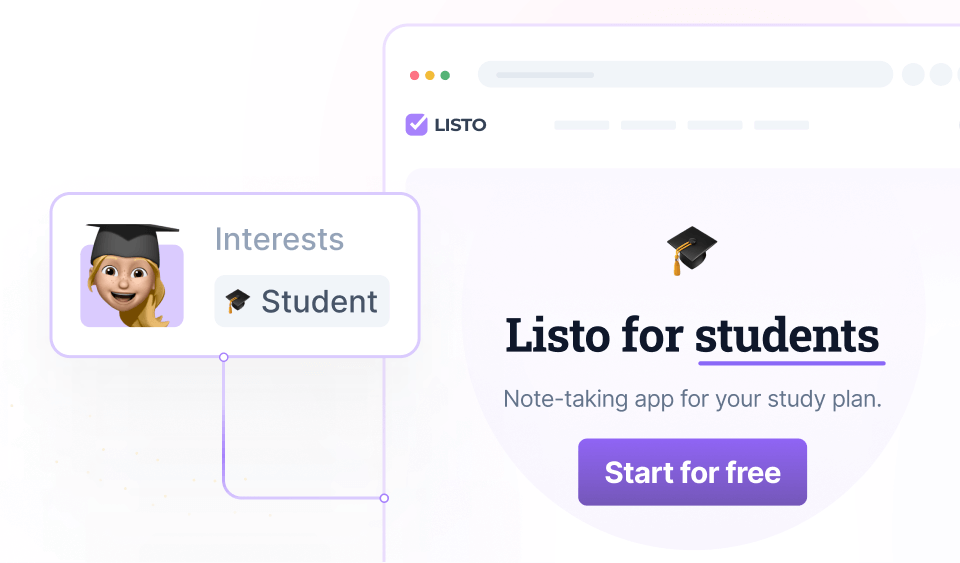 LISTO
Interests
Student
Listo for students
Note-taking app for your study plan.
Start for free